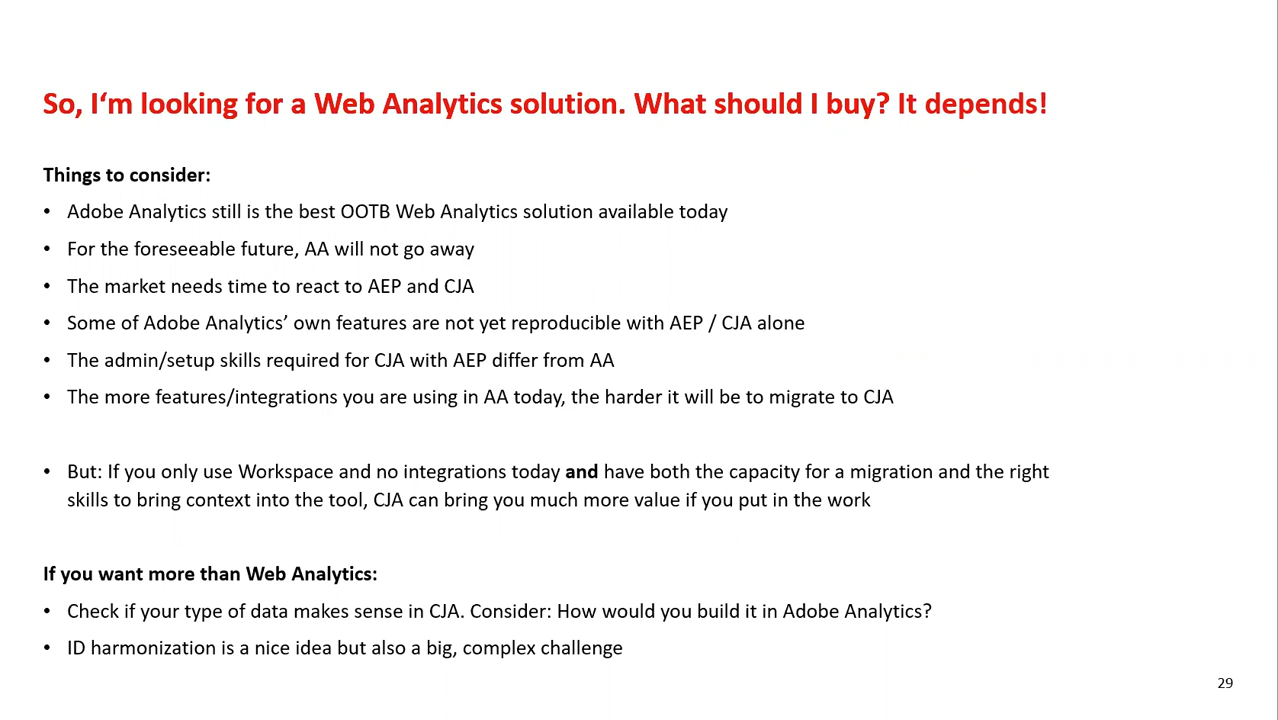 So, I‘m looking for a Web Analytics solution. What should I buy? It depends!
Things to consider:
• Adobe Analytics still is the best OOTB Web Analytics solution available today
• For the foreseeable future, AA will not go away
• The market needs time to react to AEP and CJA
• Some of Adobe Analytics’ own features are not yet reproducible with AEP / CJA alone
• The admin/setup skills required for CJA with AEP differ from AA
• The more features/integrations you are using in AA today, the harder it will be to migrate to CJA
• But: If you only use Workspace and no integrations today and have both the capacity for a migration and the right
skills to bring context into the tool, CJA can bring you much more value if you put in the work
If you want more than Web Analytics:
• Check if your type of data makes sense in CJA. Consider: How would you build it in Adobe Analytics?
• ID harmonization is a nice idea but also a big, complex challenge
29